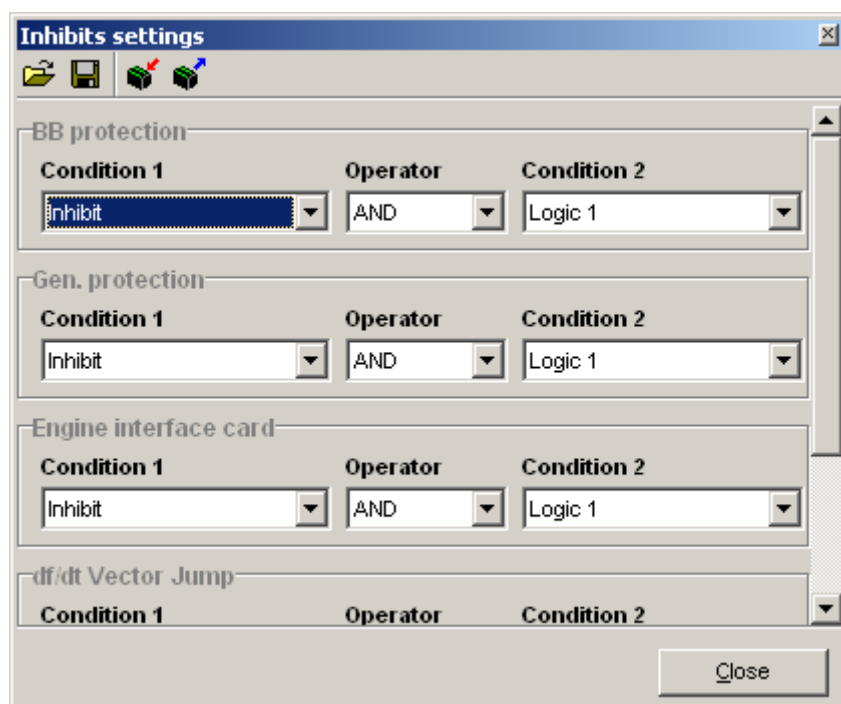 Inhibits settings
BB protection
Condition 1 Operator Condition 2
Inhibit AND Logic 1
Gen. protection
Condition 1 Operator Condition 2
Inhibit AND Logic 1
Engine interface card
Condition 1 Operator Condition 2
Inhibit AND Logic 1
df/dt Vector Jump
Condition 1 Operator Condition 2
Close